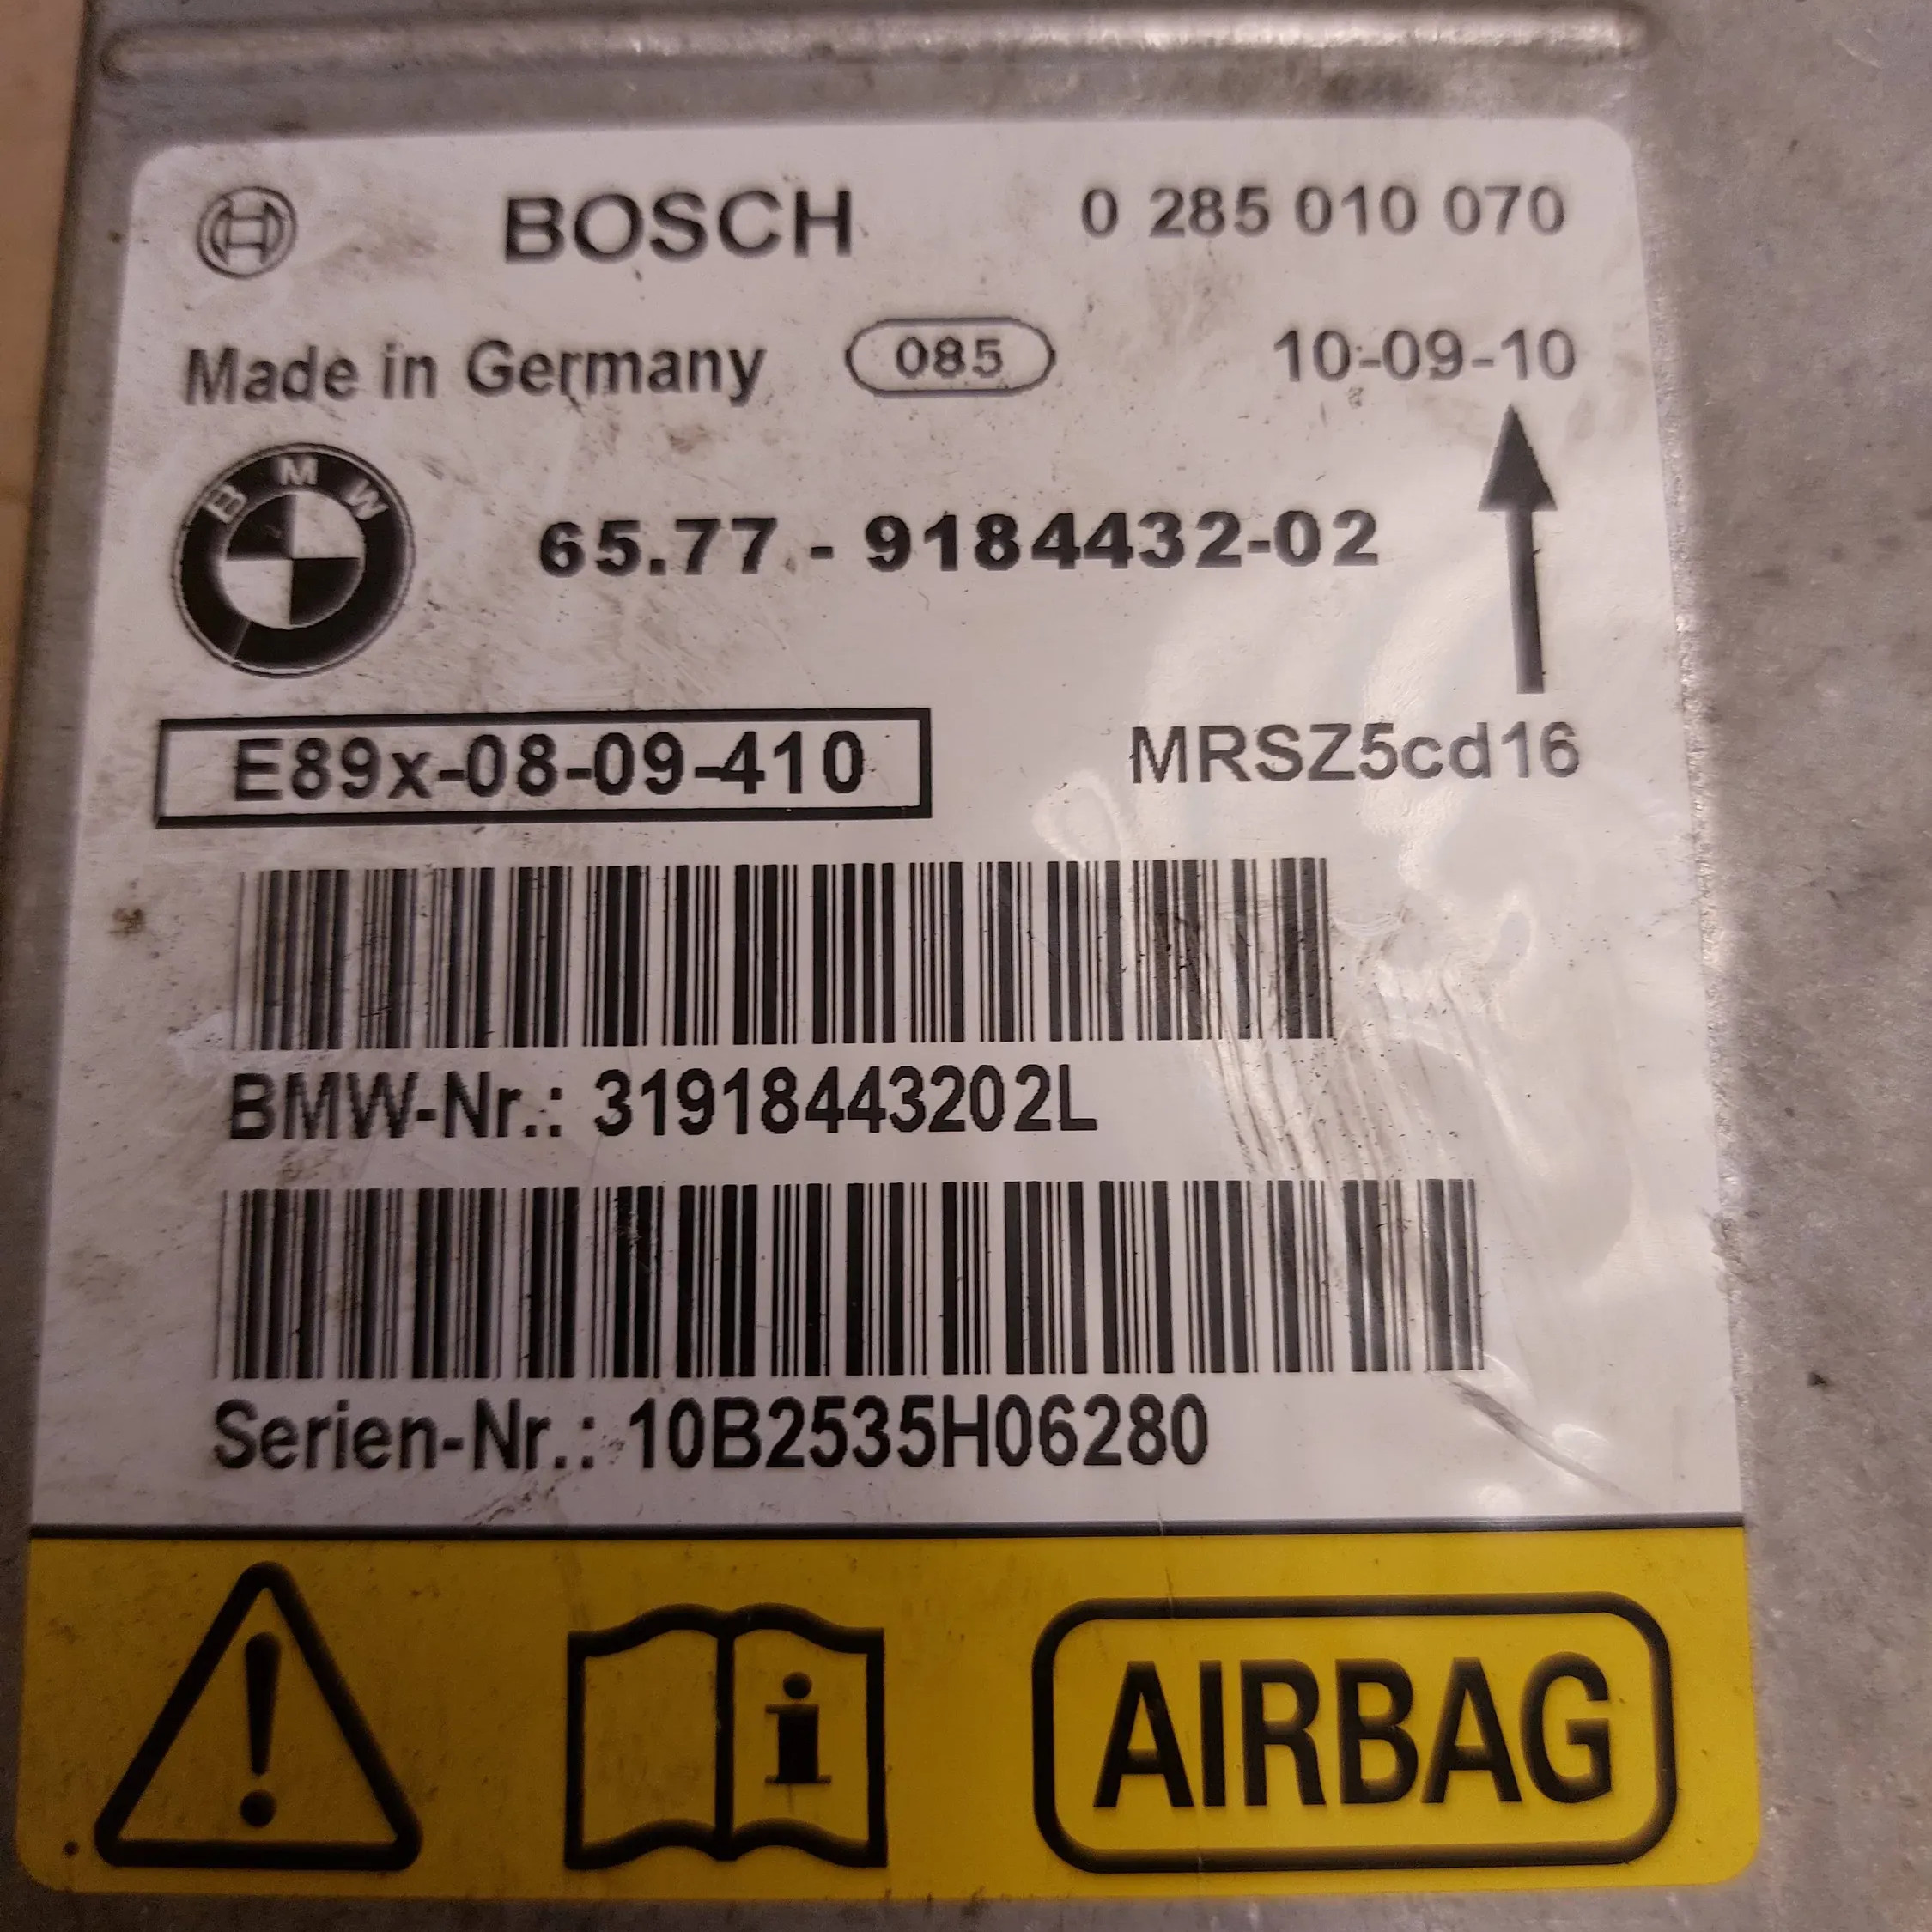 BOSCH 0 285 010 070
Made in Germany 085 10-09-10
BMW
65.77 - 9184432-02
E89x-08-09-410 MRSZ5cd16
BMW-Nr.: 31918443202L
Serien-Nr.: 10B2535H06280
! i AIRBAG